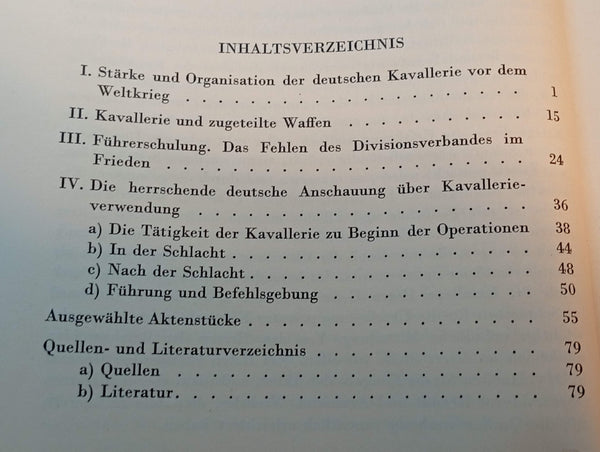 INHALTSVERZEICHNIS
I. Stärke und Organisation der deutschen Kavallerie vor dem
Weltkrieg . . . . . . . . . . . . . . . . . . 1
II. Kavallerie und zugeteilte Waffen . . . . . . . . . . 15
III. Führerschulung. Das Fehlen des Divisionsverbandes im
Frieden . . . . . . . . . . . . . . . . . . 24
IV. Die herrschende deutsche Anschauung über Kavallerie-
verwendung . . . . . . . . . . . . . . . . 36
a) Die Tätigkeit der Kavallerie zu Beginn der Operationen 38
b) In der Schlacht . . . . . . . . . . . . . . . 44
c) Nach der Schlacht . . . . . . . . . . . . . . 48
d) Führung und Befehlsgebung . . . . . . . . . . 50
Ausgewählte Aktenstücke . . . . . . . . . . . . . . 55
Quellen- und Literaturverzeichnis . . . . . . . . . . . 79
a) Quellen . . . . . . . . . . . . . . . . . 79
b) Literatur . . . . . . . . . . . . . . . . . 79